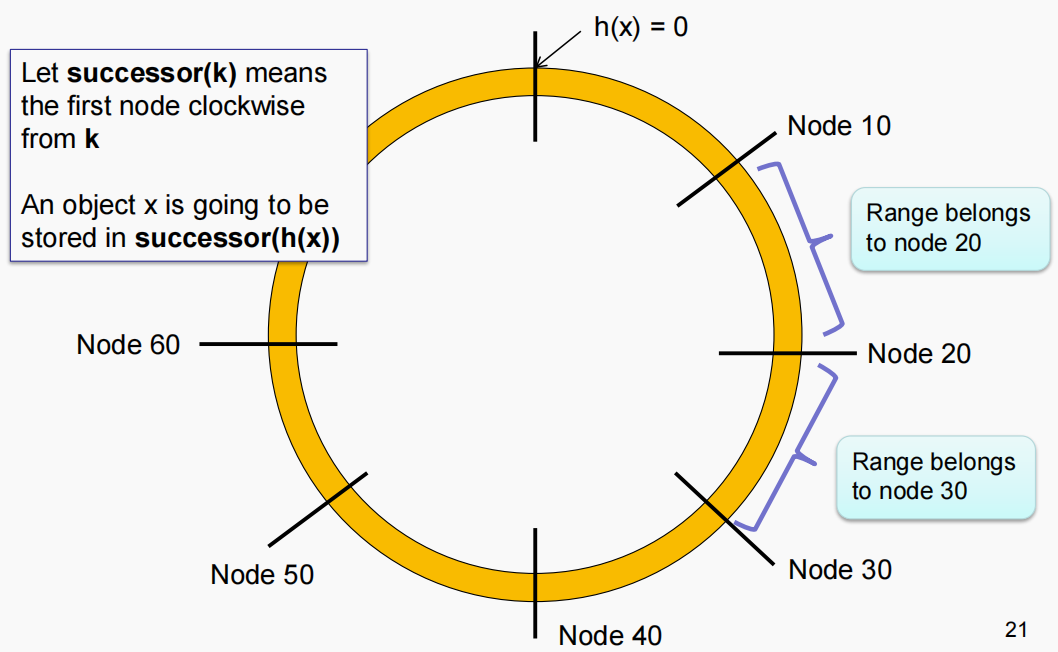 h(x) = 0
Let successor(k) means
the first node clockwise
from k
An object x is going to be
stored in successor(h(x))
Node 10
Range belongs
to node 20
Node 60
Node 20
Range belongs
to node 30
Node 50
Node 30
Node 40
21